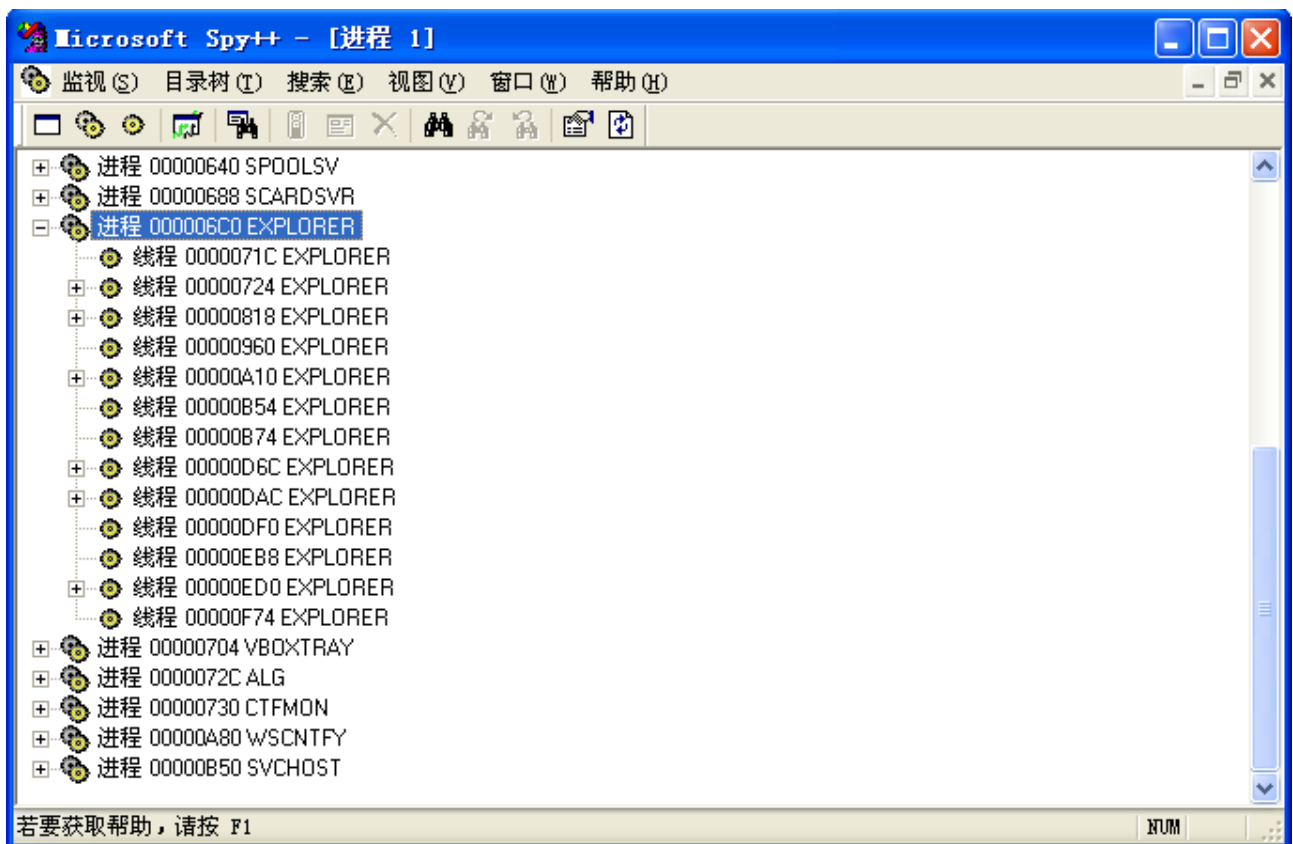 Microsoft Spy++ - [进程 1]
监视(S) 目录树(T) 搜索(E) 视图(V) 窗口(W) 帮助(H)
进程 00000640 SPOOLSV
进程 00000688 SCARDSVR
进程 000006C0 EXPLORER
线程 0000071C EXPLORER
线程 00000724 EXPLORER
线程 00000818 EXPLORER
线程 00000960 EXPLORER
线程 00000A10 EXPLORER
线程 00000B54 EXPLORER
线程 00000B74 EXPLORER
线程 00000D6C EXPLORER
线程 00000DAC EXPLORER
线程 00000DF0 EXPLORER
线程 00000EB8 EXPLORER
线程 00000ED0 EXPLORER
线程 00000F74 EXPLORER
进程 00000704 VBOXTRAY
进程 0000072C ALG
进程 00000730 CTFMON
进程 00000A80 WSCNTFY
进程 00000B50 SVCHOST
若要获取帮助，请按 F1 NUM